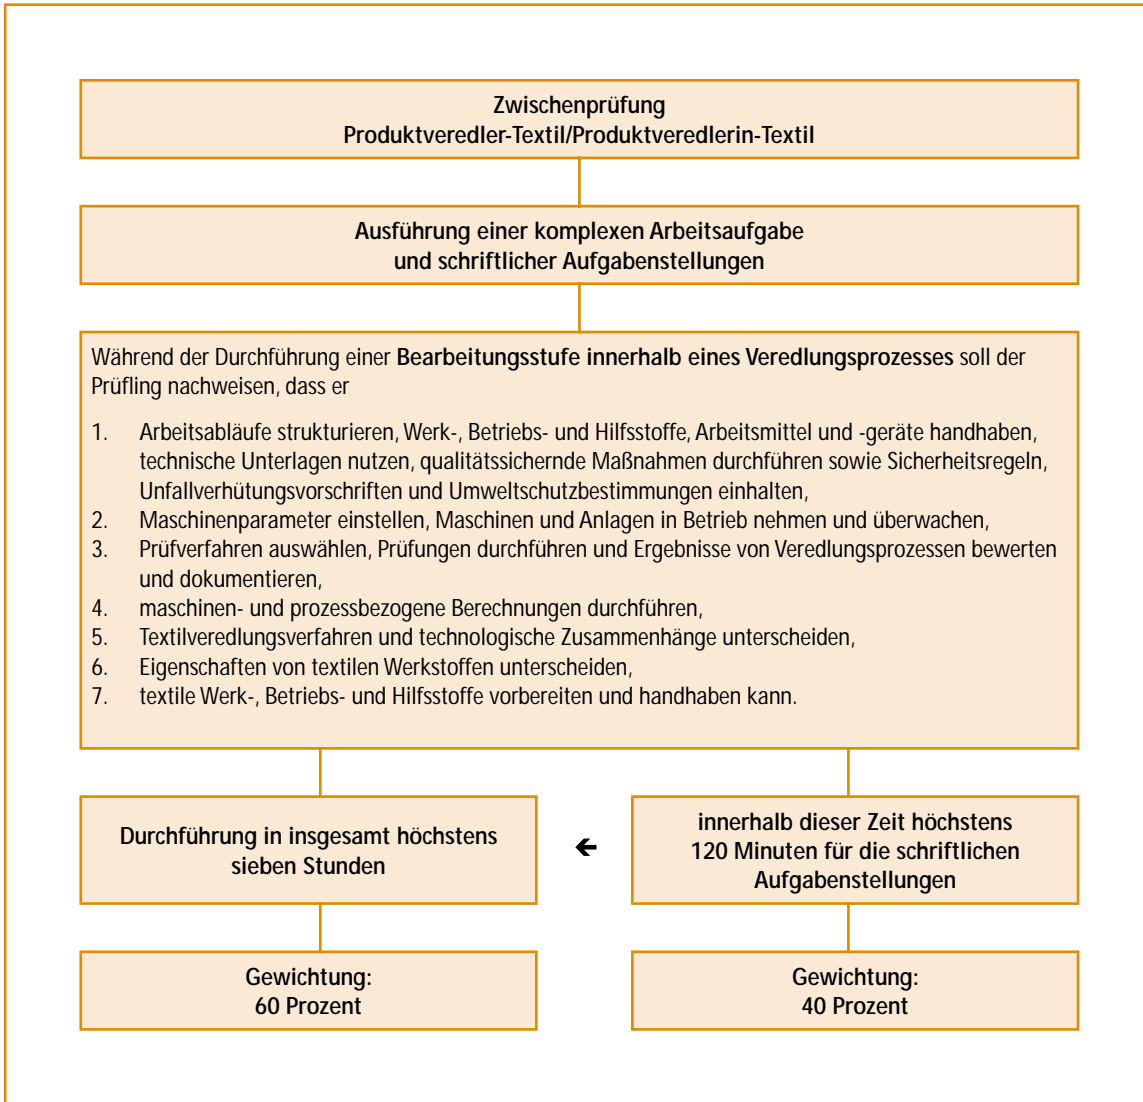 Zwischenprüfung
Produktveredler-Textil/Produktveredlerin-Textil
Ausführung einer komplexen Arbeitsaufgabe
und schriftlicher Aufgabenstellungen
Während der Durchführung einer Bearbeitungsstufe innerhalb eines Veredlungsprozesses soll der
Prüfling nachweisen, dass er
1. Arbeitsabläufe strukturieren, Werk-, Betriebs- und Hilfsstoffe, Arbeitsmittel und -geräte handhaben,
technische Unterlagen nutzen, qualitätssichernde Maßnahmen durchführen sowie Sicherheitsregeln,
Unfallverhütungsvorschriften und Umweltschutzbestimmungen einhalten,
2. Maschinenparameter einstellen, Maschinen und Anlagen in Betrieb nehmen und überwachen,
3. Prüfverfahren auswählen, Prüfungen durchführen und Ergebnisse von Veredlungsprozessen bewerten
und dokumentieren,
4. maschinen- und prozessbezogene Berechnungen durchführen,
5. Textilveredlungsverfahren und technologische Zusammenhänge unterscheiden,
6. Eigenschaften von textilen Werkstoffen unterscheiden,
7. textile Werk-, Betriebs- und Hilfsstoffe vorbereiten und handhaben kann.
Durchführung in insgesamt höchstens
sieben Stunden
innerhalb dieser Zeit höchstens
120 Minuten für die schriftlichen
Aufgabenstellungen
Gewichtung:
60 Prozent
Gewichtung:
40 Prozent